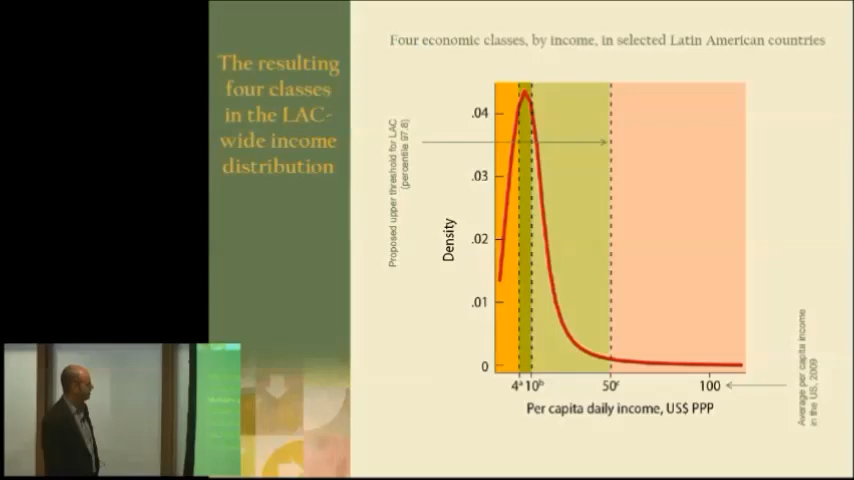 The resulting
four classes
in the LAC-
wide income
distribution
Four economic classes, by income, in selected Latin American countries
Proposed upper threshold for LAC
(percentile 97.8)
Density
.04
.03
.02
.01
0
4ᵃ 10ᵇ 50ᶜ 100
Per capita daily income, US$ PPP
Average per capita income
in the US, 2009